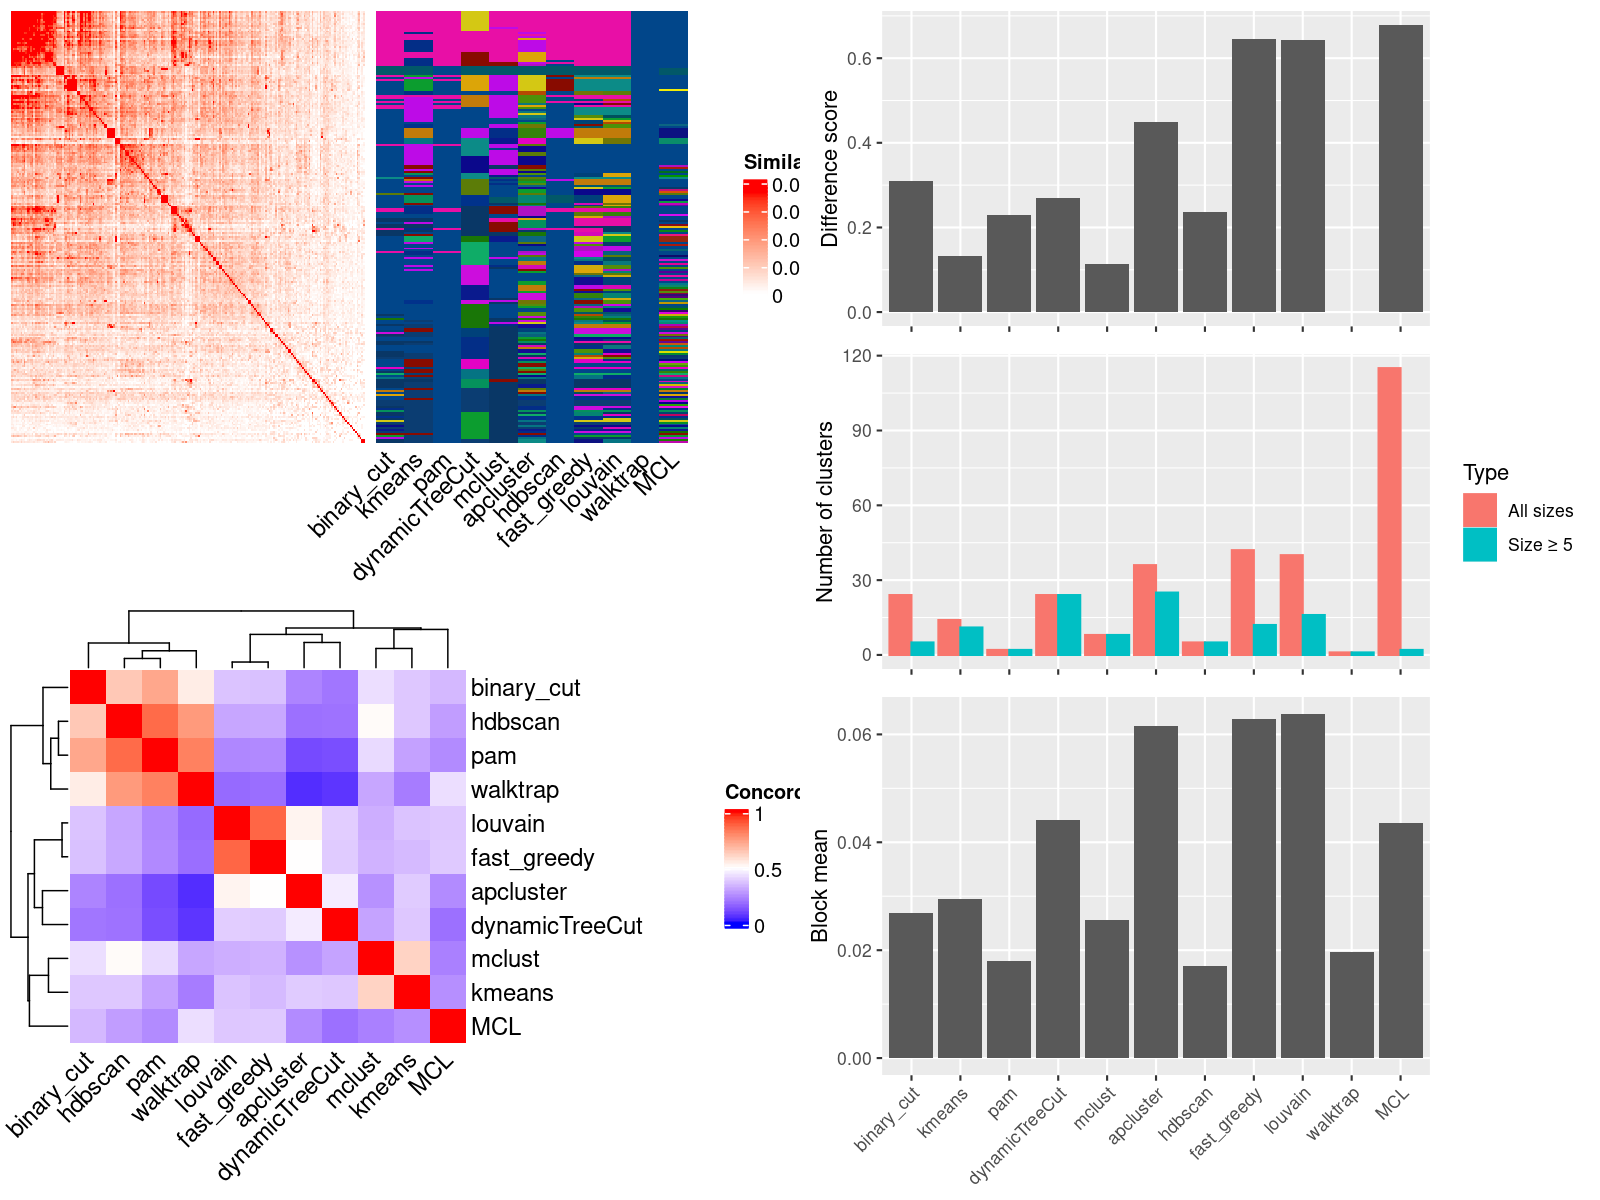 Simila
0.0
0.0
0.0
0.0
0
binary_cut
kmeans
pam
dynamicTreeCut
mclust
apcluster
hdbscan
fast_greedy
louvain
walktrap
MCL
binary_cut
hdbscan
pam
walktrap
louvain
fast_greedy
apcluster
dynamicTreeCut
mclust
kmeans
MCL
binary_cut
hdbscan
pam
walktrap
louvain
fast_greedy
apcluster
dynamicTreeCut
mclust
kmeans
MCL
Concord
1
0.5
0
Difference score
0.6
0.4
0.2
0.0
Number of clusters
120
90
60
30
0
Type
All sizes
Size ≥ 5
Block mean
0.06
0.04
0.02
0.00
binary_cut
kmeans
pam
dynamicTreeCut
mclust
apcluster
hdbscan
fast_greedy
louvain
walktrap
MCL